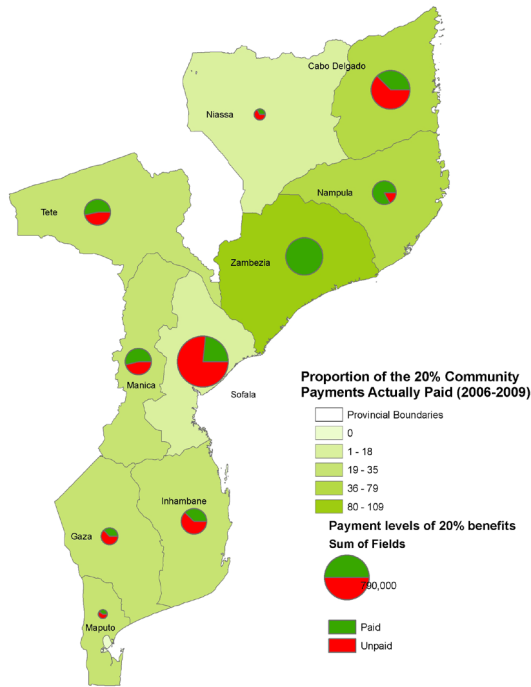 Cabo Delgado
Niassa
Nampula
Tete
Zambezia
Manica
Sofala
Inhambane
Gaza
Maputo
Proportion of the 20% Community
Payments Actually Paid (2006-2009)
Provincial Boundaries
0
1 - 18
19 - 35
36 - 79
80 - 109
Payment levels of 20% benefits
Sum of Fields
790,000
Paid
Unpaid